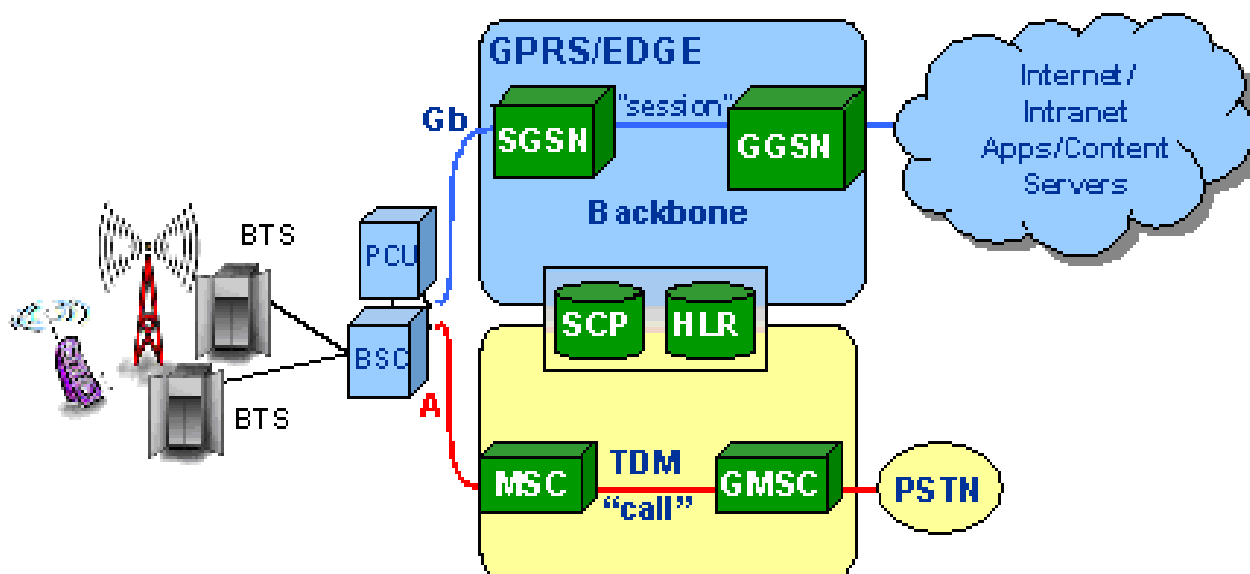 GPRS/EDGE
Gb
SGSN
"session"
GGSN
Backbone
Internet/
Intranet
Apps/Content
Servers
BTS
PCU
BSC
BTS
SCP
HLR
A
MSC
TDM
“call”
GMSC
PSTN